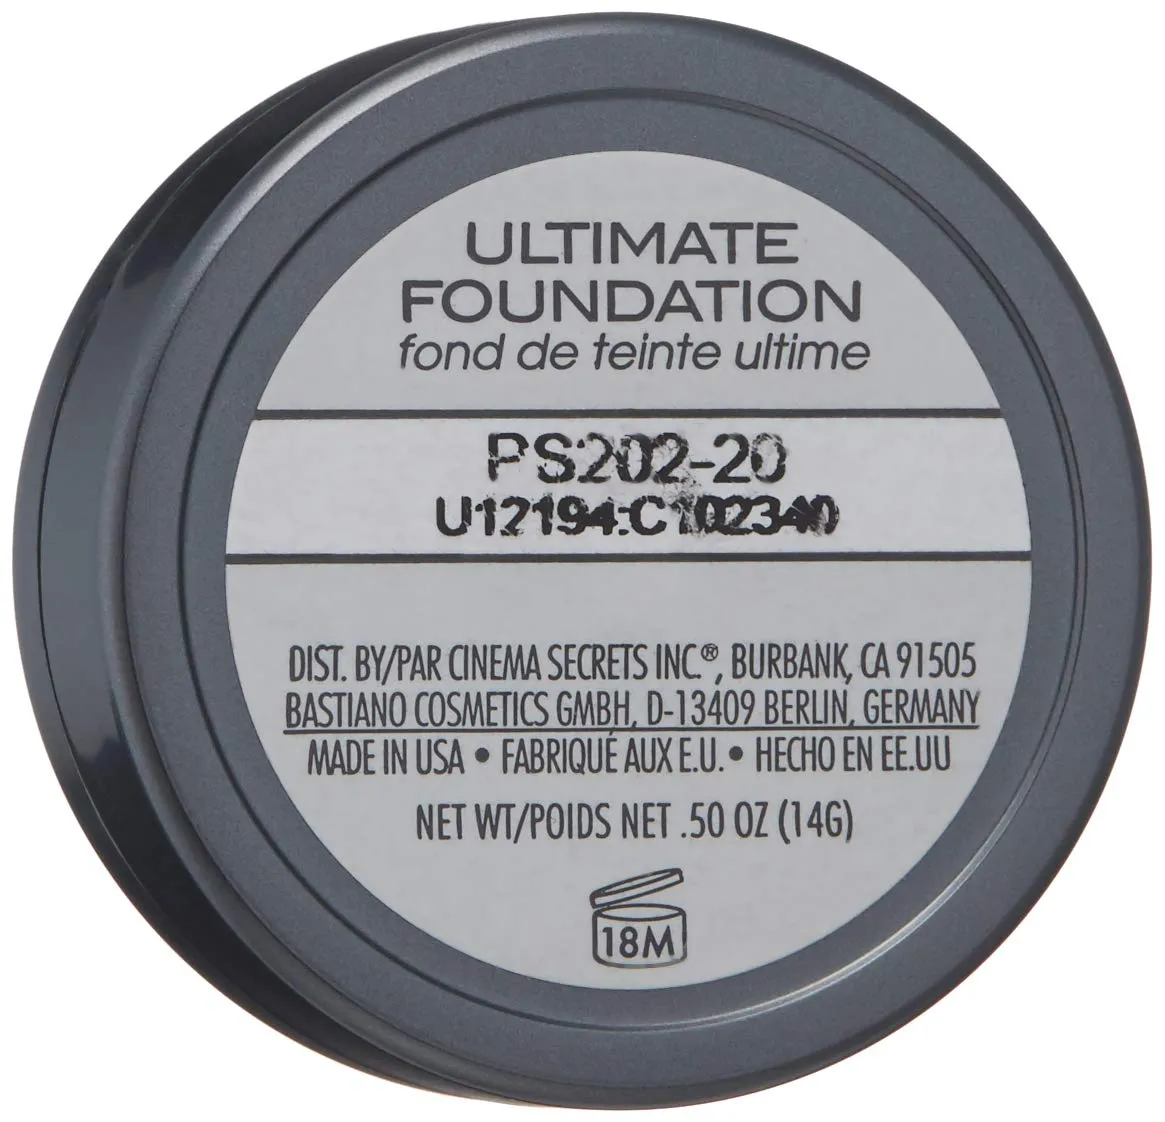 ULTIMATE
FOUNDATION
fond de teinte ultime
PS202-20
U12194:C102340
DIST. BY/PAR CINEMA SECRETS INC.®, BURBANK, CA 91505
BASTIANO COSMETICS GMBH, D-13409 BERLIN, GERMANY
MADE IN USA • FABRIQUÉ AUX E.U. • HECHO EN EE.UU
NET WT/POIDS NET .50 OZ (14G)
18M